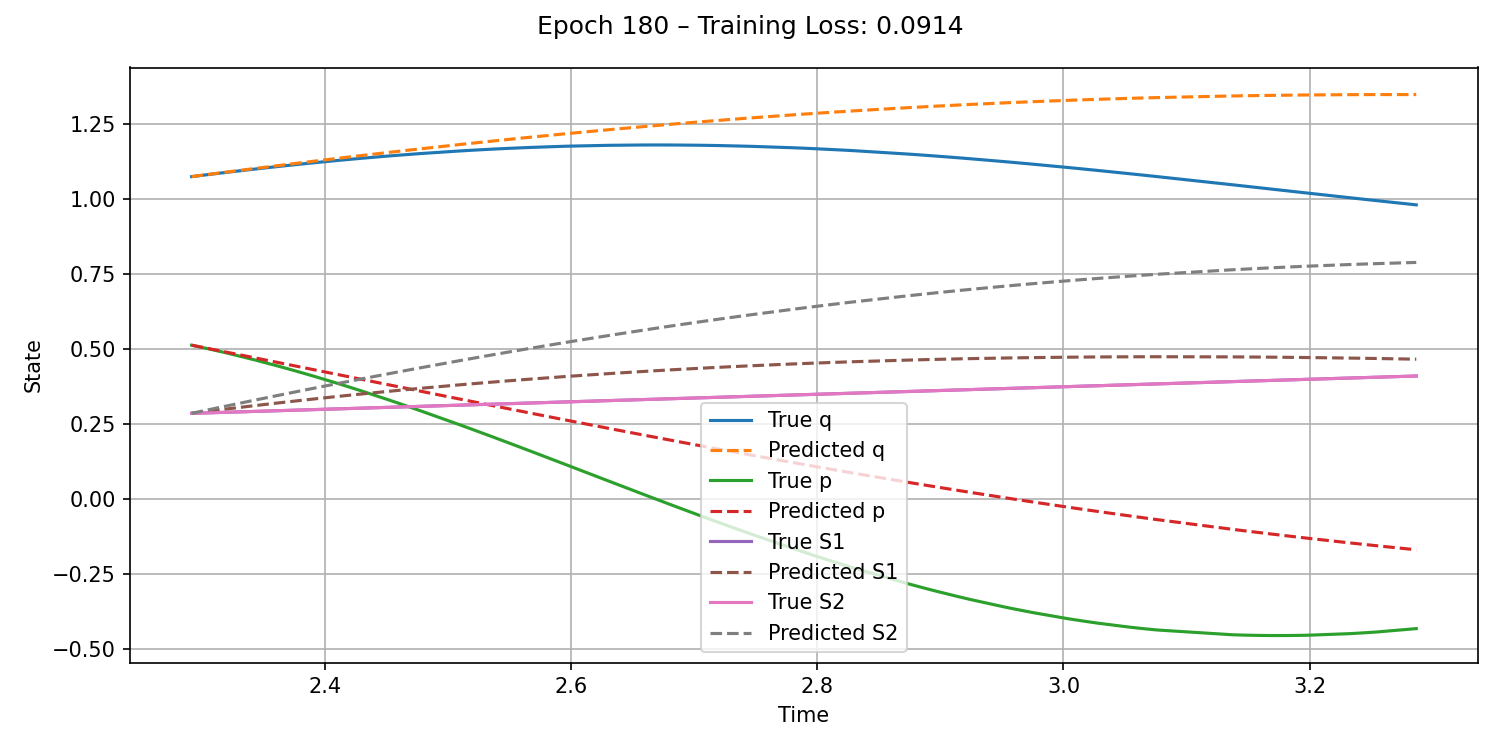 Epoch 180 – Training Loss: 0.0914
State
1.25
1.00
0.75
0.50
0.25
0.00
−0.25
−0.50
True q
Predicted q
True p
Predicted p
True S1
Predicted S1
True S2
Predicted S2
2.4 2.6 2.8 3.0 3.2
Time